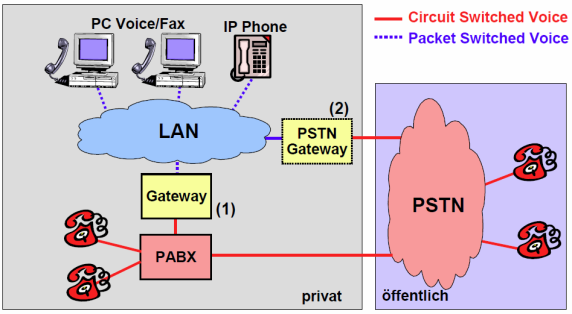 PC Voice/Fax
IP Phone
Circuit Switched Voice
Packet Switched Voice
LAN
(2)
PSTN
Gateway
Gateway
(1)
PABX
PSTN
privat
öffentlich